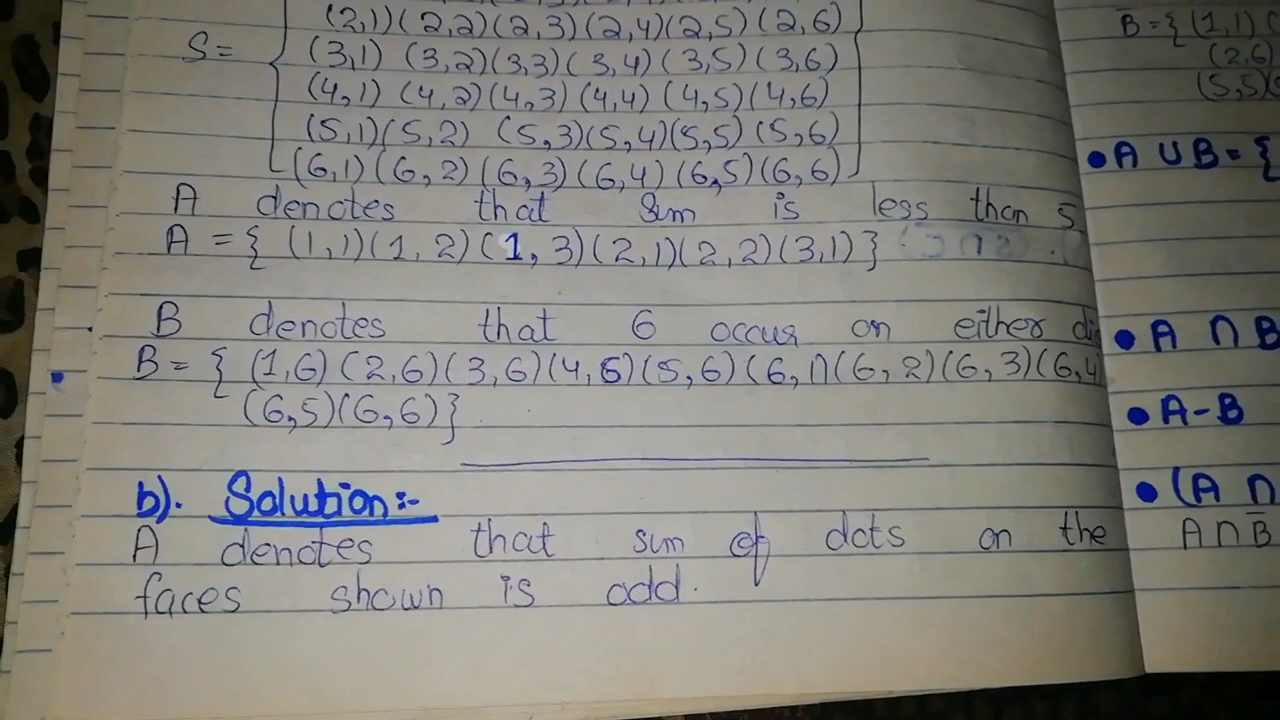 (2,1)(2,2)(2,3)(2,4)(2,5)(2,6)
S= (3,1) (3,2)(3,3)(3,4)(3,5)(3,6)
(4,1) (4,2)(4,3)(4,4)(4,5)(4,6)
(5,1)(5,2) (5,3)(5,4)(5,5)(5,6)
(6,1)(6,2)(6,3)(6,4)(6,5)(6,6)
A denotes that sum is less than 5
A = { (1,1)(1,2)(1,3)(2,1)(2,2)(3,1)}
B denotes that 6 occur on either
B = { (1,6)(2,6)(3,6)(4,6)(5,6)(6,1)(6,2)(6,3)(6,4
(6,5)(6,6)}
b). Solution:-
A denotes that sum of dots on the
faces shown is odd.
B̅={(1,1)
(2,6)
(5,5)
• A ∪ B = {
• A ∩ B
• A-B
• (A ∩
A∩B̅